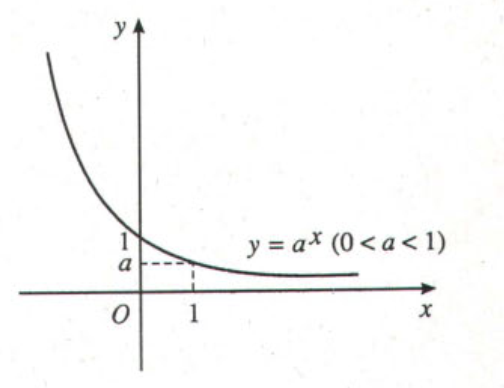 y
1
y = a^x (0 < a < 1)
a
O
1
x